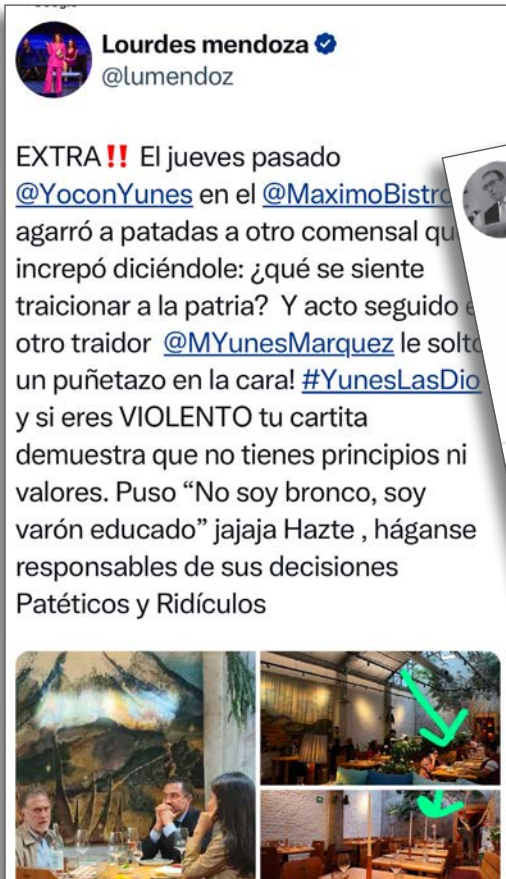 Lourdes mendoza
@lumendoz
EXTRA‼️ El jueves pasado
@YoconYunes en el @MaximoBistro
agarró a patadas a otro comensal qu
increpó diciéndole: ¿qué se siente
traicionar a la patria? Y acto seguido e
otro traidor @MYunesMarquez le soltó
un puñetazo en la cara! #YunesLasDio
y si eres VIOLENTO tu cartita
demuestra que no tienes principios ni
valores. Puso “No soy bronco, soy
varón educado” jajaja Hazte , háganse
responsables de sus decisiones
Patéticos y Ridículos